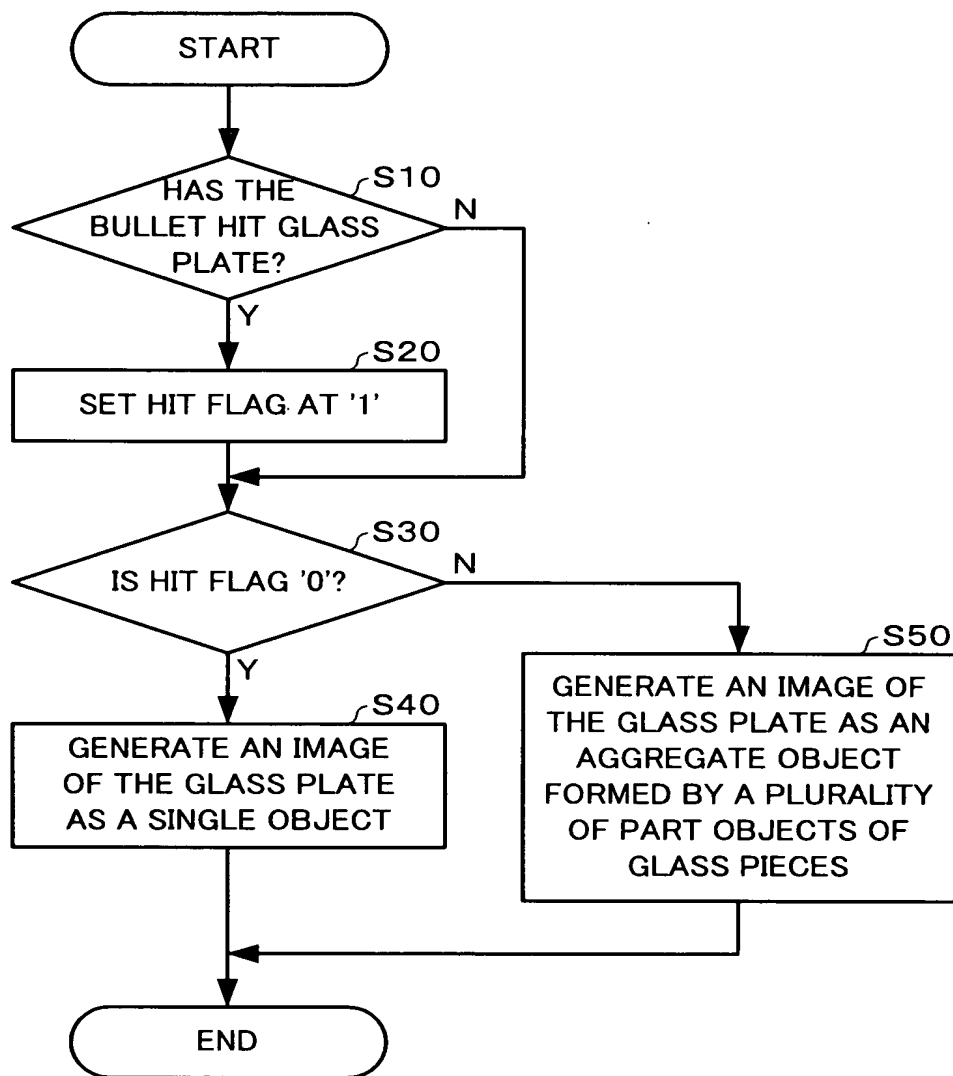 START
S10
HAS THE
BULLET HIT GLASS
PLATE?
N
Y
S20
SET HIT FLAG AT '1'
S30
IS HIT FLAG '0'?
N
Y
S40
GENERATE AN IMAGE
OF THE GLASS PLATE
AS A SINGLE OBJECT
S50
GENERATE AN IMAGE OF
THE GLASS PLATE AS AN
AGGREGATE OBJECT
FORMED BY A PLURALITY
OF PART OBJECTS OF
GLASS PIECES
END